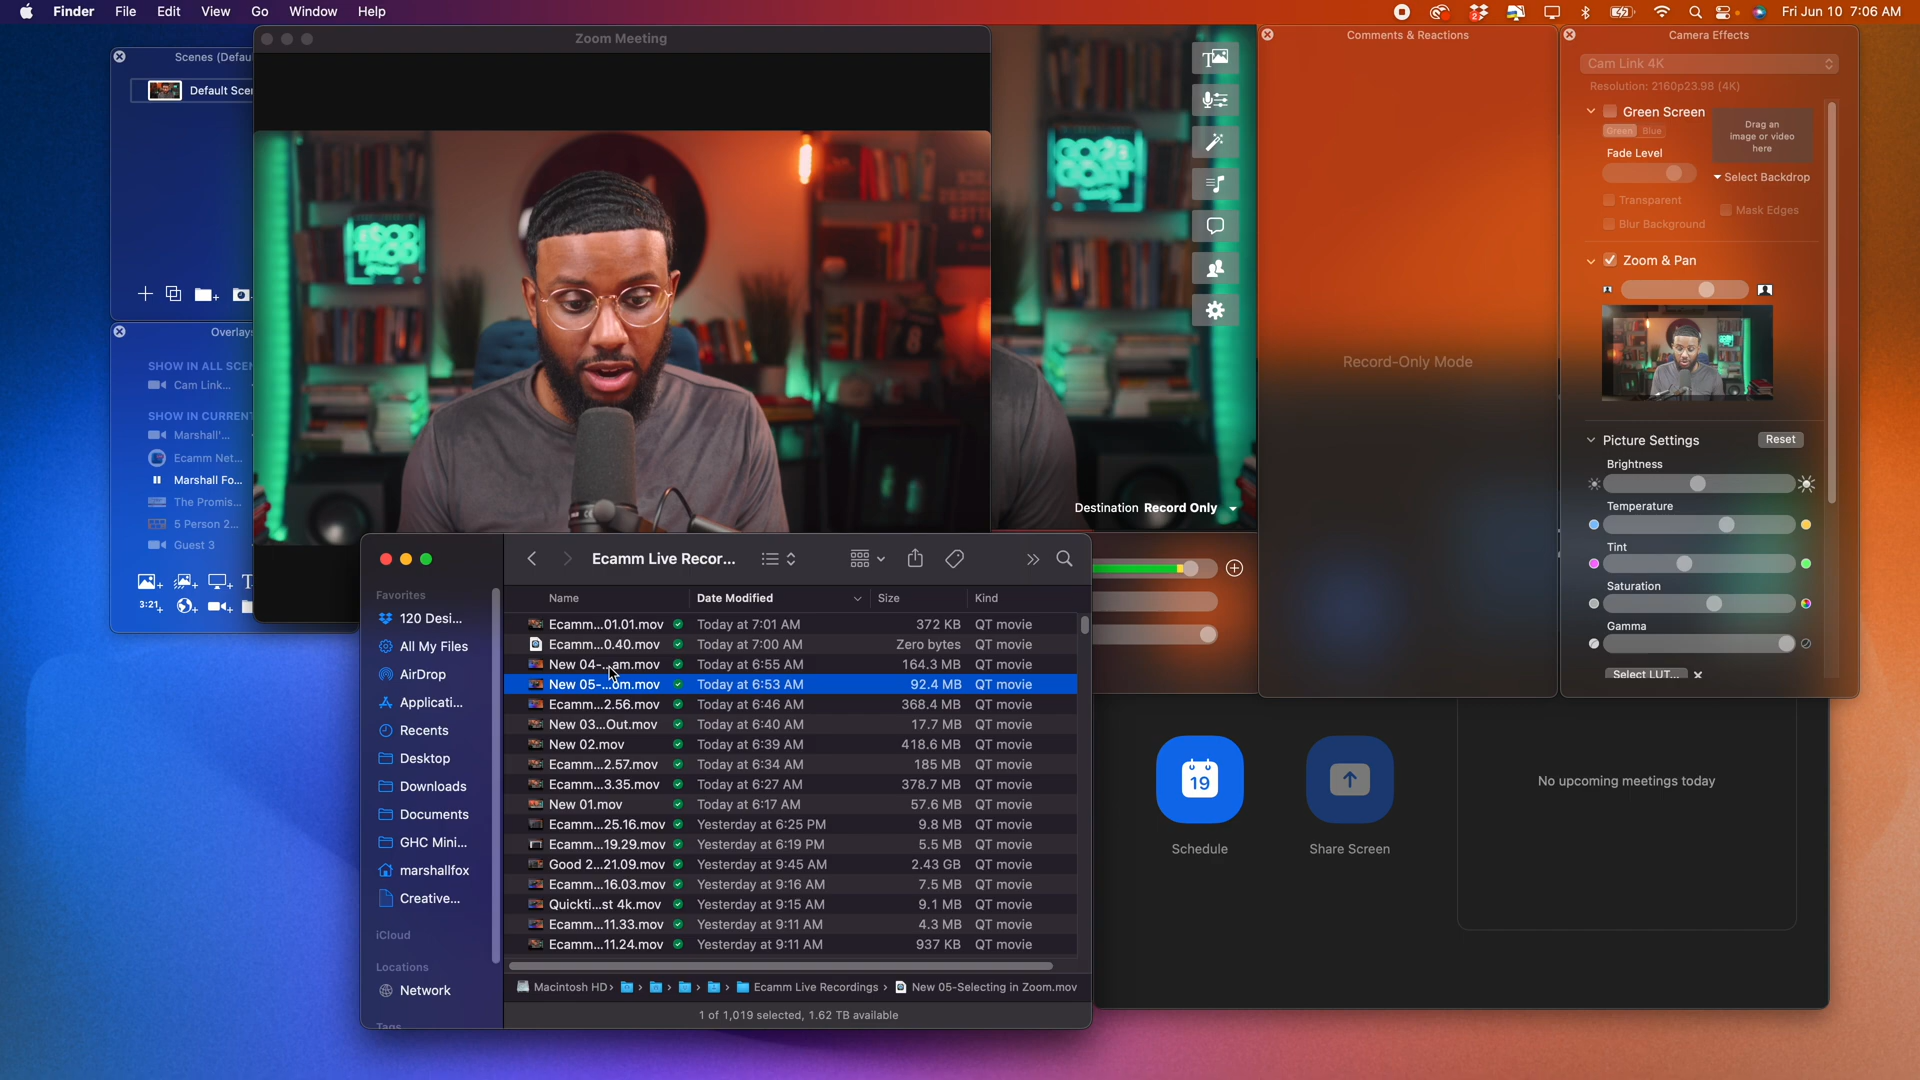 Finder File Edit View Go Window Help
Fri Jun 10 7:06 AM
Scenes (Defau
Default Scen
Overlays
SHOW IN ALL SCEN
Cam Link...
SHOW IN CURRENT
Marshall'...
Ecamm Net...
Marshall Fo...
The Promis...
5 Person 2...
Guest 3
3:21
Zoom Meeting
Destination Record Only
Comments & Reactions
Record-Only Mode
Camera Effects
Cam Link 4K
Resolution: 2160p23.98 (4K)
Green Screen
Green Blue
Drag an
image or video
here
Fade Level
Select Backdrop
Transparent
Mask Edges
Blur Background
Zoom & Pan
Picture Settings
Reset
Brightness
Temperature
Tint
Saturation
Gamma
Select LUT...
Ecamm Live Recor...
Favorites
120 Desi...
All My Files
AirDrop
Applicati...
Recents
Desktop
Downloads
Documents
GHC Mini...
marshallfox
Creative...
iCloud
Locations
Network
Tags
Name Date Modified Size Kind
Ecamm...01.01.mov Today at 7:01 AM 372 KB QT movie
Ecamm...0.40.mov Today at 7:00 AM Zero bytes QT movie
New 04-...am.mov Today at 6:55 AM 164.3 MB QT movie
New 05-...om.mov Today at 6:53 AM 92.4 MB QT movie
Ecamm...2.56.mov Today at 6:46 AM 368.4 MB QT movie
New 03...Out.mov Today at 6:40 AM 17.7 MB QT movie
New 02.mov Today at 6:39 AM 418.6 MB QT movie
Ecamm...2.57.mov Today at 6:34 AM 185 MB QT movie
Ecamm...3.35.mov Today at 6:27 AM 378.7 MB QT movie
New 01.mov Today at 6:17 AM 57.6 MB QT movie
Ecamm...25.16.mov Yesterday at 6:25 PM 9.8 MB QT movie
Ecamm...19.29.mov Yesterday at 6:19 PM 5.5 MB QT movie
Good 2...21.09.mov Yesterday at 9:45 AM 2.43 GB QT movie
Ecamm...16.03.mov Yesterday at 9:16 AM 7.5 MB QT movie
Quickti...st 4k.mov Yesterday at 9:15 AM 9.1 MB QT movie
Ecamm...11.33.mov Yesterday at 9:11 AM 4.3 MB QT movie
Ecamm...11.24.mov Yesterday at 9:11 AM 937 KB QT movie
Macintosh HD › Ecamm Live Recordings › New 05-Selecting in Zoom.mov
1 of 1,019 selected, 1.62 TB available
19
Schedule
Share Screen
No upcoming meetings today